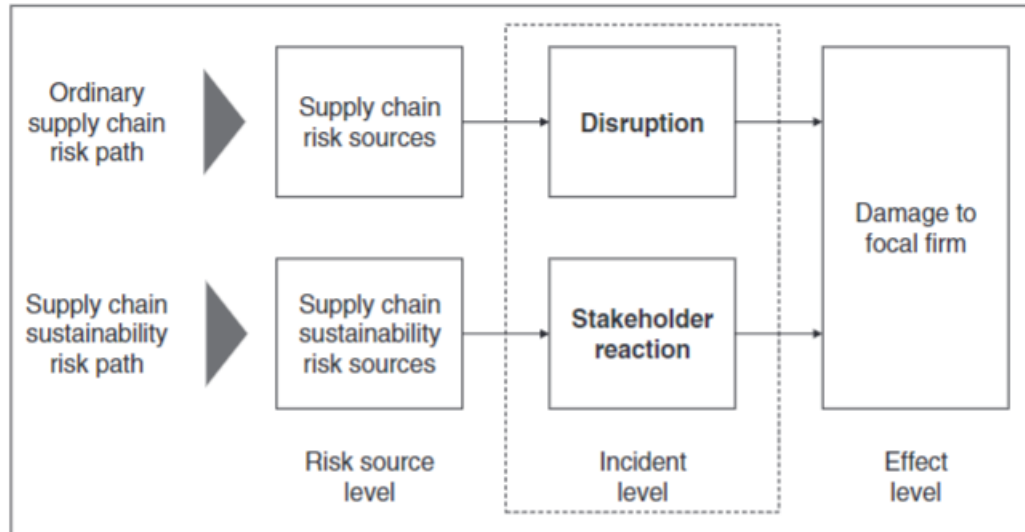 Ordinary
supply chain
risk path
Supply chain
risk sources
Disruption
Damage to
focal firm
Supply chain
sustainability
risk path
Supply chain
sustainability
risk sources
Stakeholder
reaction
Risk source
level
Incident
level
Effect
level